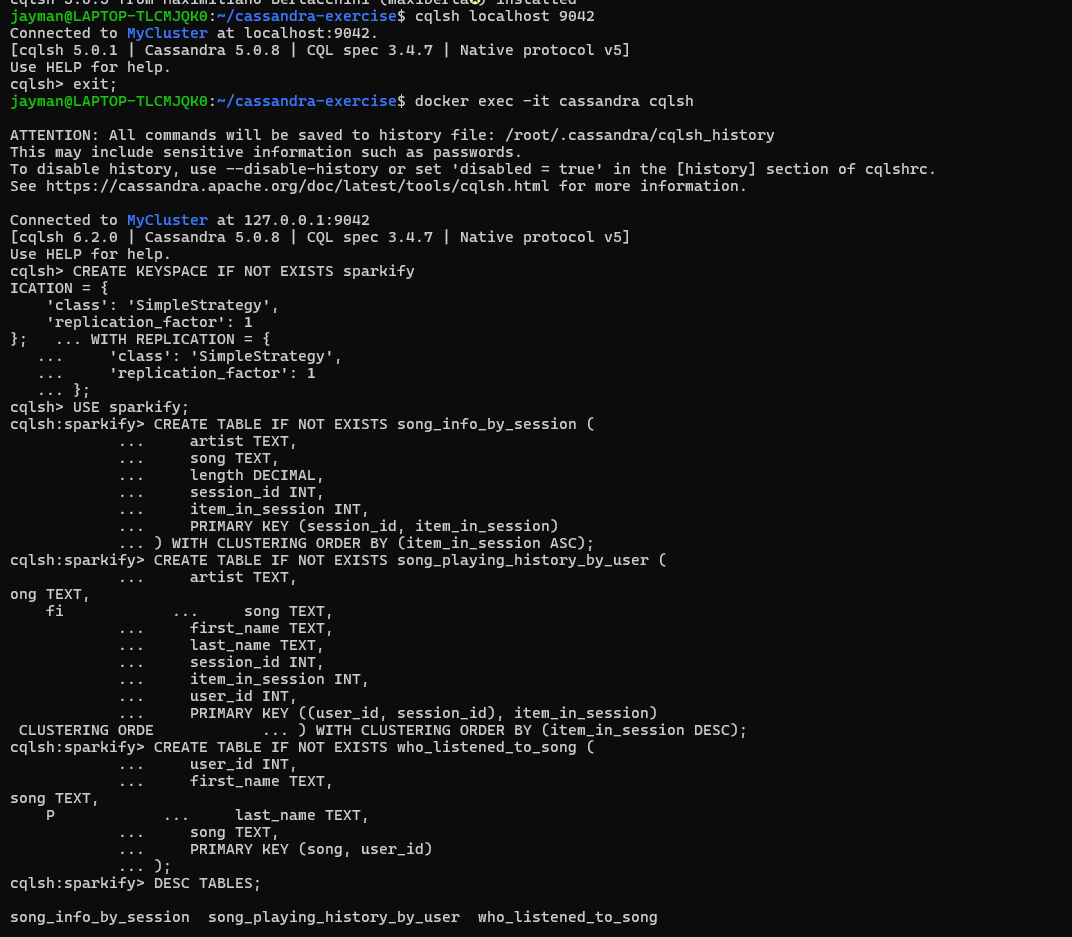 jayman@LAPTOP-TLCMJQK0:~/cassandra-exercise$ cqlsh localhost 9042
Connected to MyCluster at localhost:9042.
[cqlsh 5.0.1 | Cassandra 5.0.8 | CQL spec 3.4.7 | Native protocol v5]
Use HELP for help.
cqlsh> exit;
jayman@LAPTOP-TLCMJQK0:~/cassandra-exercise$ docker exec -it cassandra cqlsh

ATTENTION: All commands will be saved to history file: /root/.cassandra/cqlsh_history
This may include sensitive information such as passwords.
To disable history, use --disable-history or set 'disabled = true' in the [history] section of cqlshrc.
See https://cassandra.apache.org/doc/latest/tools/cqlsh.html for more information.

Connected to MyCluster at 127.0.0.1:9042
[cqlsh 6.2.0 | Cassandra 5.0.8 | CQL spec 3.4.7 | Native protocol v5]
Use HELP for help.
cqlsh> CREATE KEYSPACE IF NOT EXISTS sparkify
ICATION = {
    'class': 'SimpleStrategy',
    'replication_factor': 1
};   ... WITH REPLICATION = {
   ...     'class': 'SimpleStrategy',
   ...     'replication_factor': 1
   ... };
cqlsh> USE sparkify;
cqlsh:sparkify> CREATE TABLE IF NOT EXISTS song_info_by_session (
            ...     artist TEXT,
            ...     song TEXT,
            ...     length DECIMAL,
            ...     session_id INT,
            ...     item_in_session INT,
            ...     PRIMARY KEY (session_id, item_in_session)
            ... ) WITH CLUSTERING ORDER BY (item_in_session ASC);
cqlsh:sparkify> CREATE TABLE IF NOT EXISTS song_playing_history_by_user (
            ...     artist TEXT,
ong TEXT,
    fi            ...     song TEXT,
            ...     first_name TEXT,
            ...     last_name TEXT,
            ...     session_id INT,
            ...     item_in_session INT,
            ...     user_id INT,
            ...     PRIMARY KEY ((user_id, session_id), item_in_session)
 CLUSTERING ORDE            ... ) WITH CLUSTERING ORDER BY (item_in_session DESC);
cqlsh:sparkify> CREATE TABLE IF NOT EXISTS who_listened_to_song (
            ...     user_id INT,
            ...     first_name TEXT,
song TEXT,
    P            ...     last_name TEXT,
            ...     song TEXT,
            ...     PRIMARY KEY (song, user_id)
            ... );
cqlsh:sparkify> DESC TABLES;

song_info_by_session  song_playing_history_by_user  who_listened_to_song